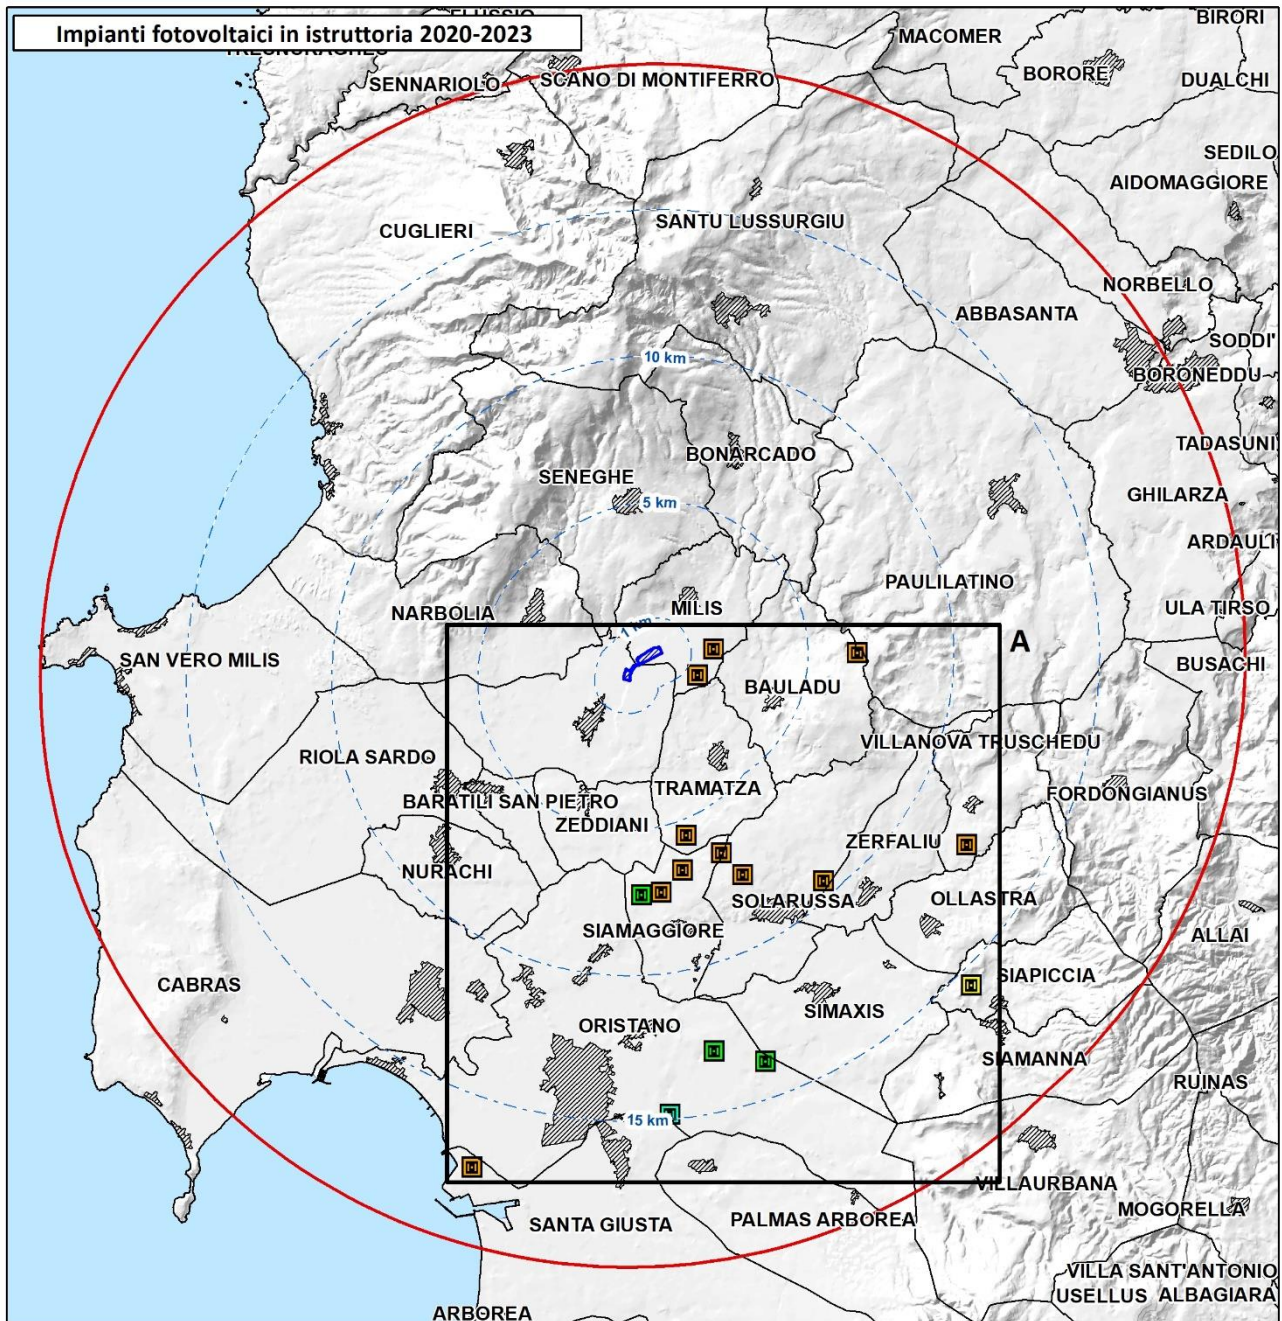 FLUSSIO
BIRORI
Impianti fotovoltaici in istruttoria 2020-2023
MACOMER
TRESNURAGHES
BORORE
SENNARIOLO
SCANO DI MONTIFERRO
DUALCHI
SEDILO
AIDOMAGGIORE
CUGLIERI
SANTU LUSSURGIU
NORBELLO
ABBASANTA
SODDI'
10 km
BORONEDDU
TADASUNI
BONARCADO
SENEGHE
GHILARZA
5 km
ARDAULI
PAULILATINO
NARBOLIA
MILIS
ULA TIRSO
1 km
A
SAN VERO MILIS
BUSACHI
BAULADU
VILLANOVA TRUSCHEDU
RIOLA SARDO
TRAMATZA
FORDONGIANUS
BARATILI SAN PIETRO
ZEDDIANI
ZERFALIU
NURACHI
SOLARUSSA
OLLASTRA
SIAMAGGIORE
ALLAI
SIAPICCIA
CABRAS
SIMAXIS
ORISTANO
SIAMANNA
RUINAS
15 km
VILLAURBANA
MOGORELLA
SANTA GIUSTA
PALMAS ARBOREA
VILLA SANT'ANTONIO
USELLUS
ALBAGIARA
ARBOREA